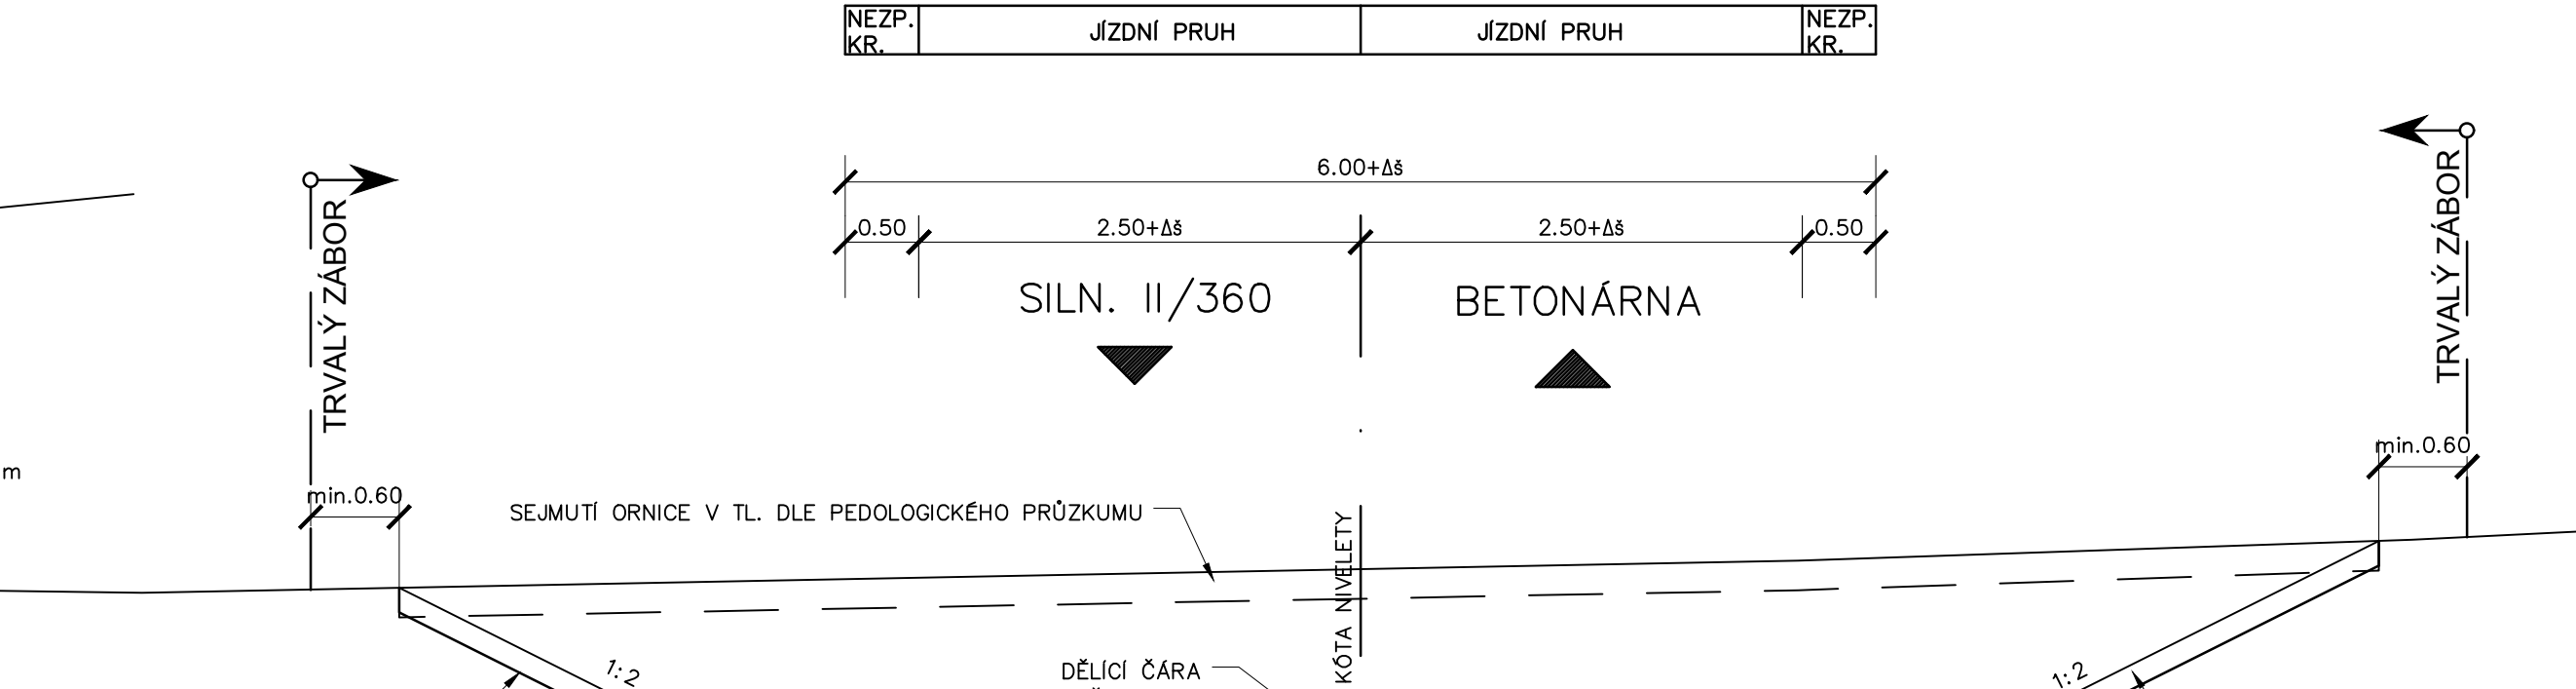 NEZP.
KR.
JÍZDNÍ PRUH
JÍZDNÍ PRUH
NEZP.
KR.
6.00+Δš
0.50
2.50+Δš
2.50+Δš
0.50
TRVALÝ ZÁBOR
SILN. II/360
BETONÁRNA
TRVALÝ ZÁBOR
m
min.0.60
min.0.60
SEJMUTÍ ORNICE V TL. DLE PEDOLOGICKÉHO PRŮZKUMU
KÓTA NIVELETY
1:2
DĚLÍCÍ ČÁRA
1:2